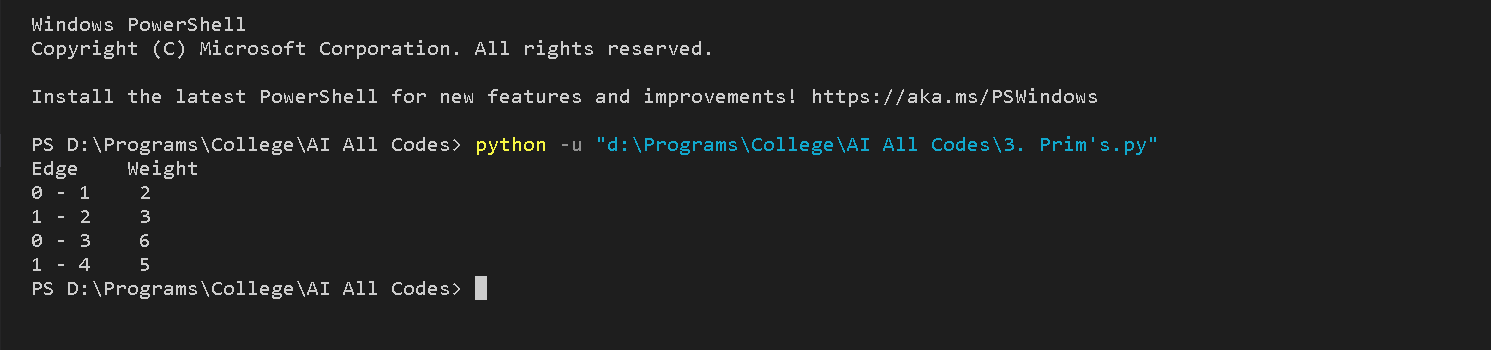 Windows PowerShell
Copyright (C) Microsoft Corporation. All rights reserved.
Install the latest PowerShell for new features and improvements! https://aka.ms/PSWindows
PS D:\Programs\College\AI All Codes> python -u "d:\Programs\College\AI All Codes\3. Prim's.py"
Edge    Weight
0 - 1    2
1 - 2    3
0 - 3    6
1 - 4    5
PS D:\Programs\College\AI All Codes>